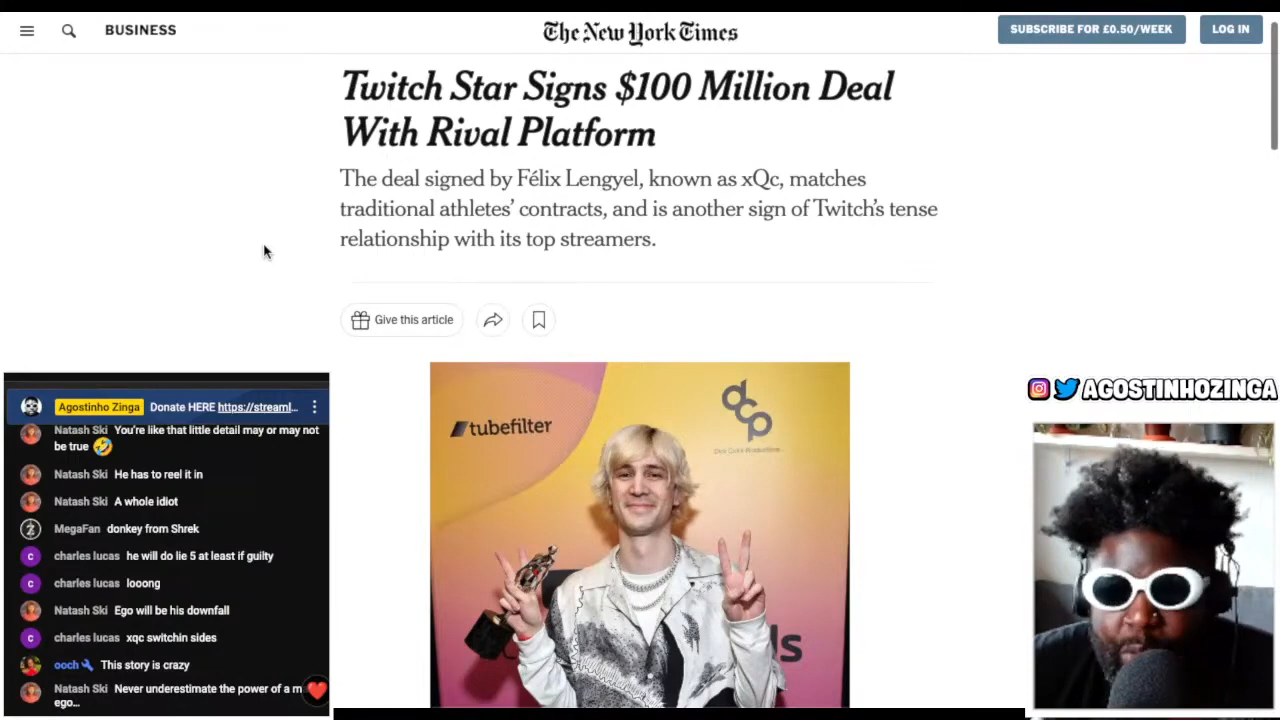 BUSINESS
The New York Times
SUBSCRIBE FOR £0.50/WEEK
LOG IN
Twitch Star Signs $100 Million Deal
With Rival Platform
The deal signed by Félix Lengyel, known as xQc, matches
traditional athletes' contracts, and is another sign of Twitch's tense
relationship with its top streamers.
Give this article
tubefilter
dcp
ds
Agostinho Zinga Donate HERE https://streaml...
Natash Ski You're like that little detail may or may not
be true 🤣
Natash Ski He has to reel it in
Natash Ski A whole idiot
MegaFan donkey from Shrek
charles lucas he will do lie 5 at least if guilty
charles lucas looong
Natash Ski Ego will be his downfall
charles lucas xqc switchin sides
ooch This story is crazy
Natash Ski Never underestimate the power of a m
ego...
AGOSTINHOZINGA